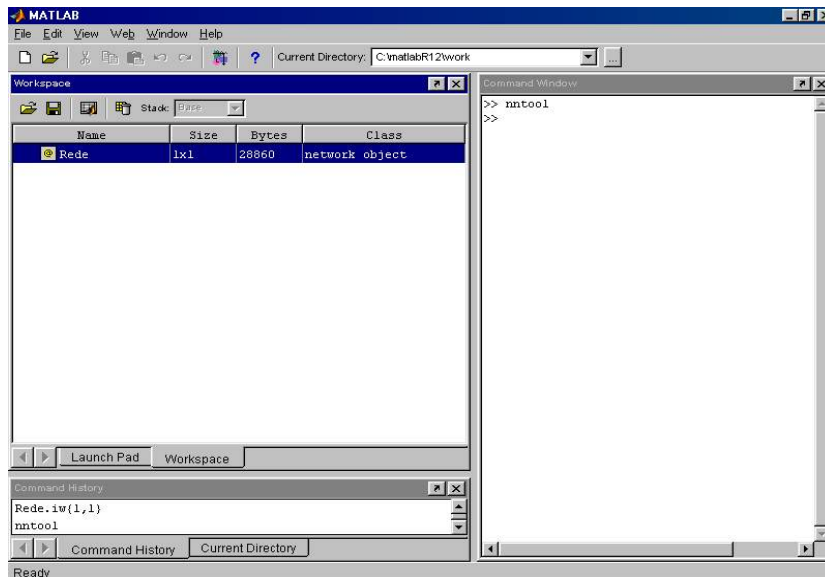 MATLAB
File Edit View Web Window Help
? Current Directory: C:\matlabR12\work ...
Workspace
Stack: Base
Name Size Bytes Class
Rede 1x1 28860 network object
Launch Pad Workspace
Command History
Rede.iw{1,1}
nntool
Command History Current Directory
Command Window
>> nntool
>>
Ready